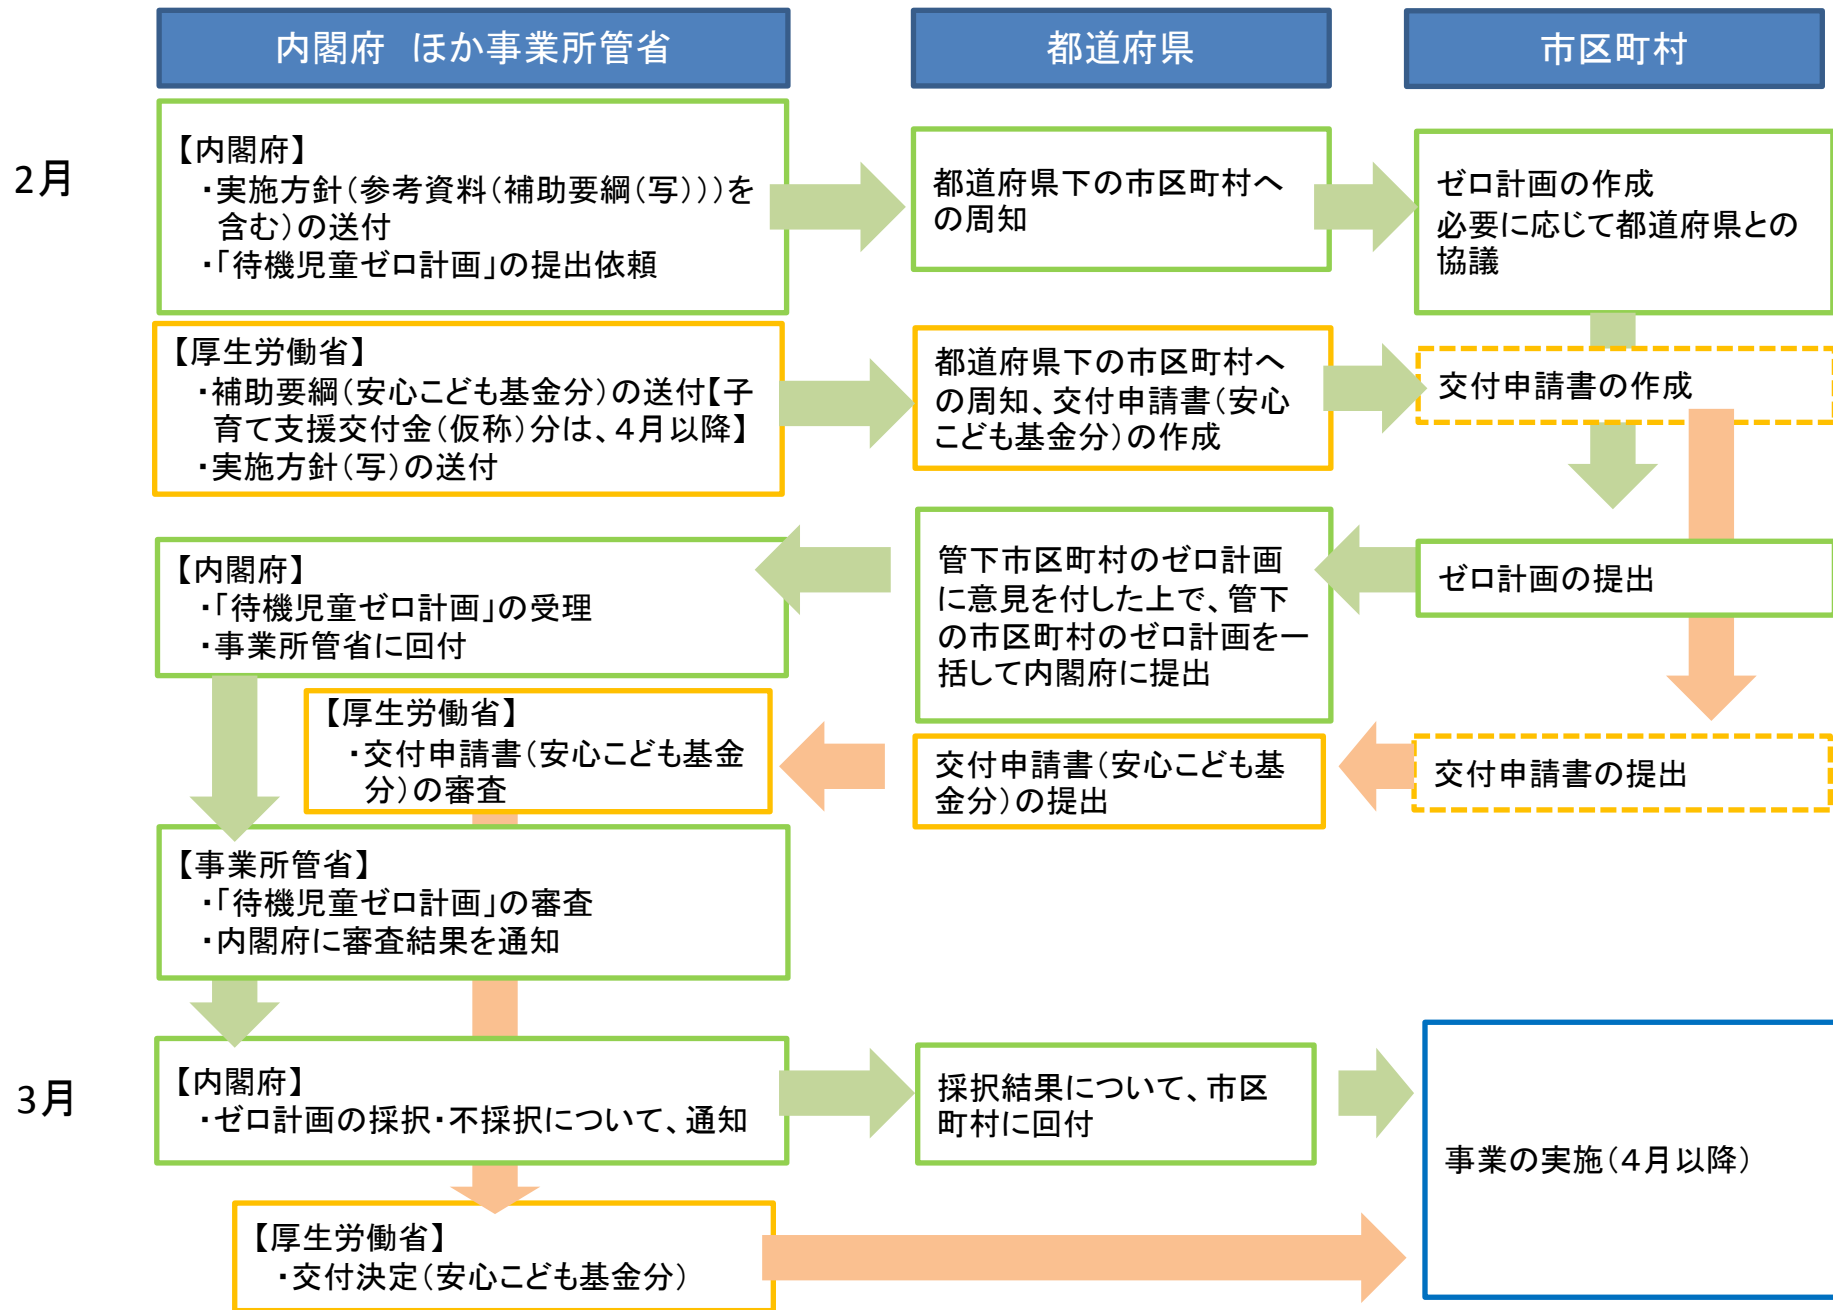 内閣府　ほか事業所管省
都道府県
市区町村
2月
【内閣府】
・実施方針（参考資料（補助要綱（写）））を
含む）の送付
・「待機児童ゼロ計画」の提出依頼
都道府県下の市区町村へ
の周知
ゼロ計画の作成
必要に応じて都道府県との
協議
【厚生労働省】
・補助要綱（安心こども基金分）の送付【子
育て支援交付金（仮称）分は、４月以降】
・実施方針（写）の送付
都道府県下の市区町村へ
の周知、交付申請書（安心
こども基金分）の作成
交付申請書の作成
【内閣府】
・「待機児童ゼロ計画」の受理
・事業所管省に回付
管下市区町村のゼロ計画
に意見を付した上で、管下
の市区町村のゼロ計画を一
括して内閣府に提出
ゼロ計画の提出
【厚生労働省】
・交付申請書（安心こども基金
分）の審査
交付申請書（安心こども基
金分）の提出
交付申請書の提出
【事業所管省】
・「待機児童ゼロ計画」の審査
・内閣府に審査結果を通知
3月
【内閣府】
・ゼロ計画の採択・不採択について、通知
採択結果について、市区
町村に回付
事業の実施（４月以降）
【厚生労働省】
・交付決定（安心こども基金分）